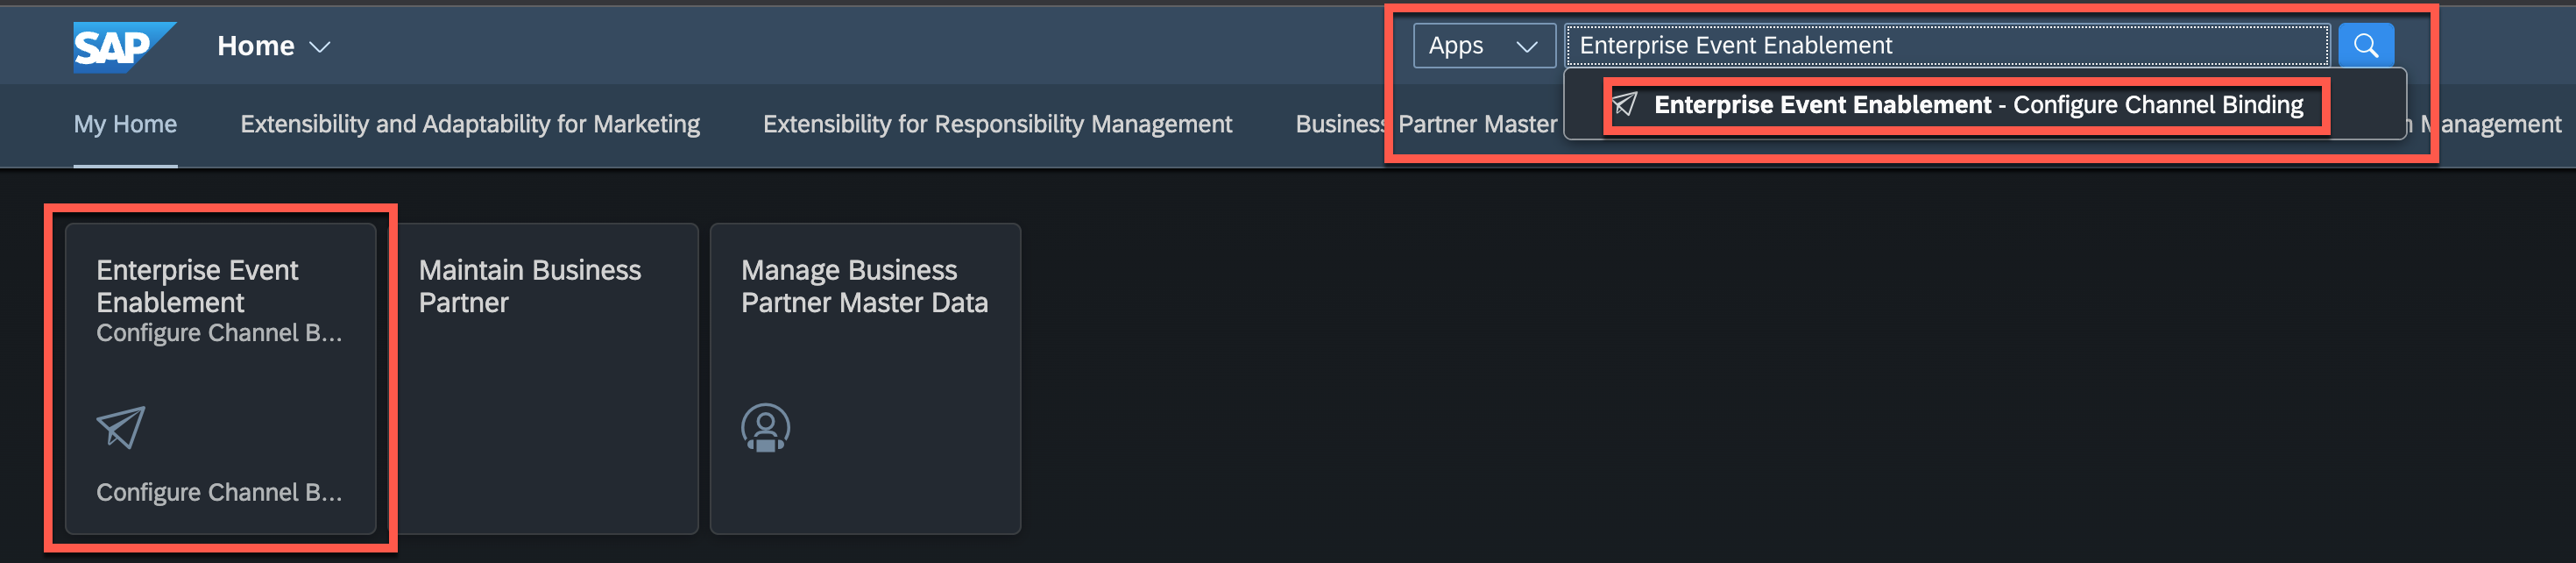 SAP
Home
Apps
Enterprise Event Enablement
Enterprise Event Enablement - Configure Channel Binding
My Home
Extensibility and Adaptability for Marketing
Extensibility for Responsibility Management
Business Partner Master
Management
Enterprise Event
Enablement
Configure Channel B...
Configure Channel B...
Maintain Business
Partner
Manage Business
Partner Master Data